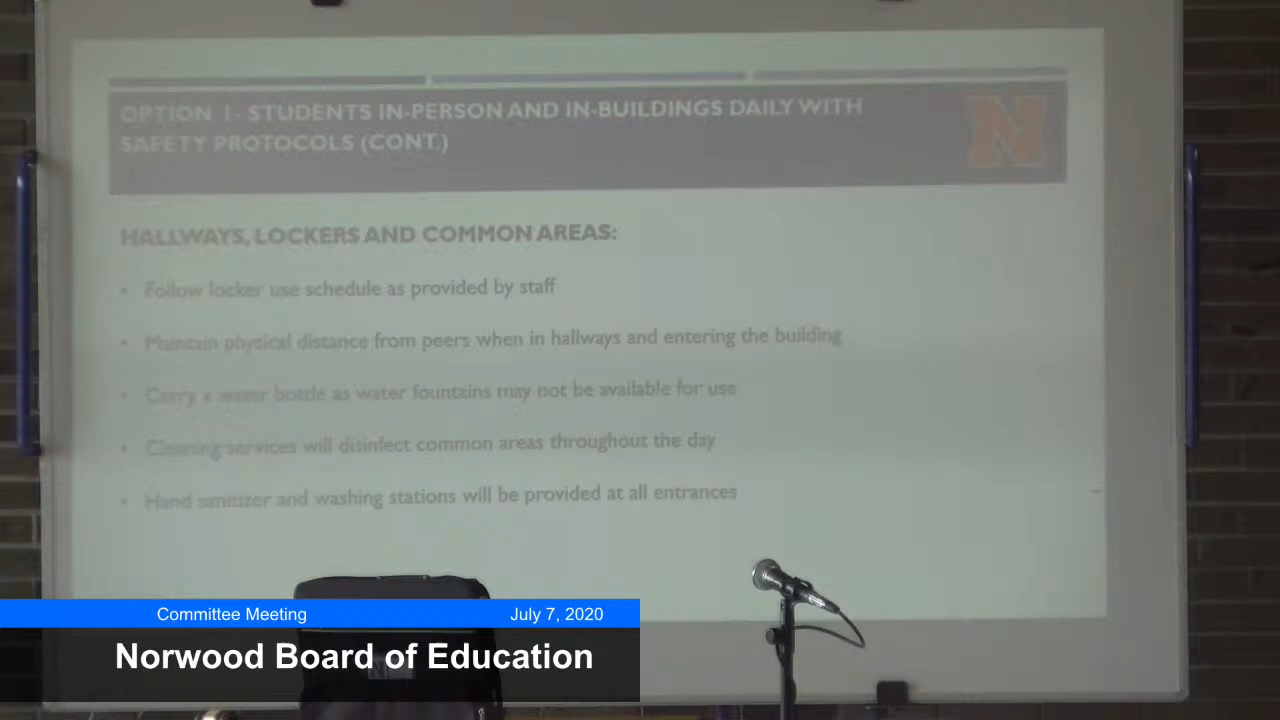 OPTION 1- STUDENTS IN-PERSON AND IN-BUILDINGS DAILY WITH
SAFETY PROTOCOLS (CONT.)
N
HALLWAYS, LOCKERS AND COMMON AREAS:
• Follow locker use schedule as provided by staff
• Maintain physical distance from peers when in hallways and entering the building
• Carry a water bottle as water fountains may not be available for use
• Cleaning services will disinfect common areas throughout the day
• Hand sanitizer and washing stations will be provided at all entrances
Committee Meeting July 7, 2020
Norwood Board of Education